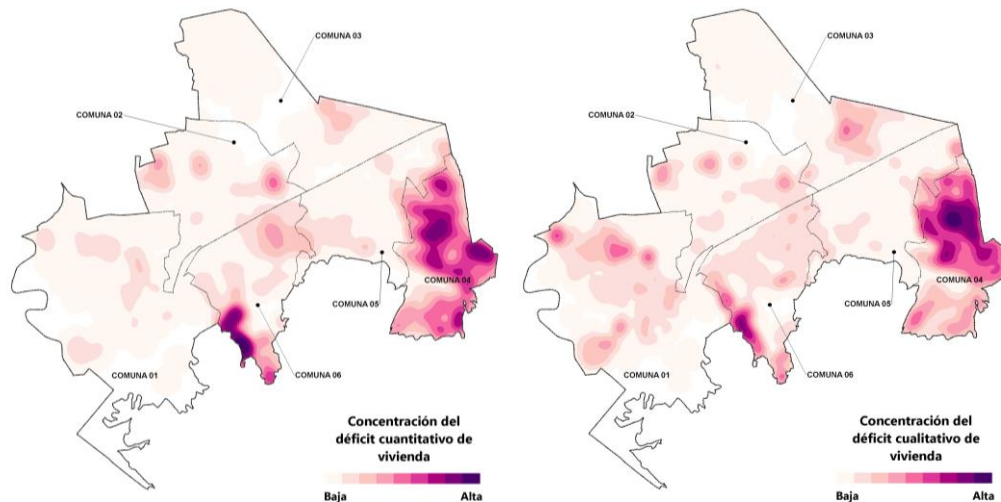 COMUNA 03
COMUNA 02
COMUNA 04
COMUNA 05
COMUNA 01
COMUNA 06
Concentración del
déficit cuantitativo de
vivienda
Baja Alta
COMUNA 03
COMUNA 02
COMUNA 04
COMUNA 05
COMUNA 01
COMUNA 06
Concentración del
déficit cualitativo de
vivienda
Baja Alta